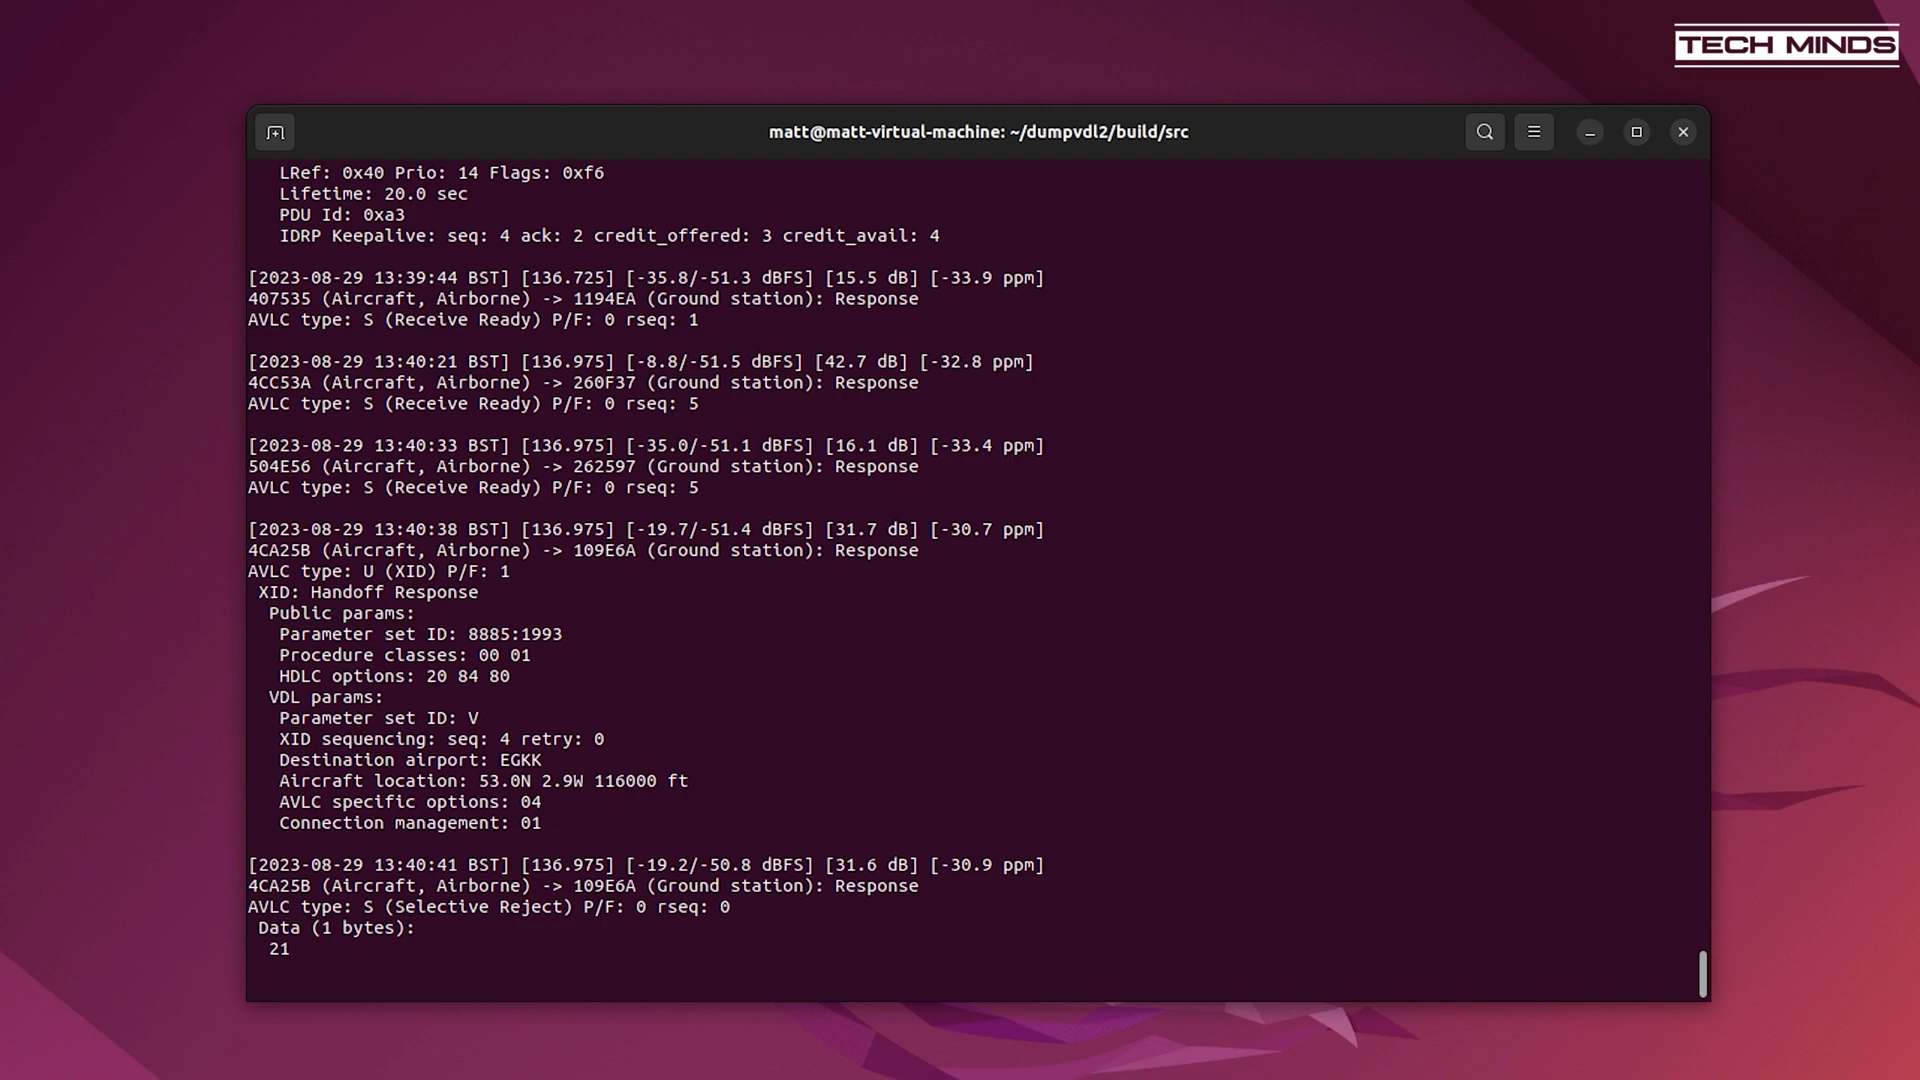 TECH MINDS
matt@matt-virtual-machine: ~/dumpvdl2/build/src
LRef: 0x40 Prio: 14 Flags: 0xf6
Lifetime: 20.0 sec
PDU Id: 0xa3
IDRP Keepalive: seq: 4 ack: 2 credit_offered: 3 credit_avail: 4
[2023-08-29 13:39:44 BST] [136.725] [-35.8/-51.3 dBFS] [15.5 dB] [-33.9 ppm]
407535 (Aircraft, Airborne) -> 1194EA (Ground station): Response
AVLC type: S (Receive Ready) P/F: 0 rseq: 1
[2023-08-29 13:40:21 BST] [136.975] [-8.8/-51.5 dBFS] [42.7 dB] [-32.8 ppm]
4CC53A (Aircraft, Airborne) -> 260F37 (Ground station): Response
AVLC type: S (Receive Ready) P/F: 0 rseq: 5
[2023-08-29 13:40:33 BST] [136.975] [-35.0/-51.1 dBFS] [16.1 dB] [-33.4 ppm]
504E56 (Aircraft, Airborne) -> 262597 (Ground station): Response
AVLC type: S (Receive Ready) P/F: 0 rseq: 5
[2023-08-29 13:40:38 BST] [136.975] [-19.7/-51.4 dBFS] [31.7 dB] [-30.7 ppm]
4CA25B (Aircraft, Airborne) -> 109E6A (Ground station): Response
AVLC type: U (XID) P/F: 1
XID: Handoff Response
Public params:
Parameter set ID: 8885:1993
Procedure classes: 00 01
HDLC options: 20 84 80
VDL params:
Parameter set ID: V
XID sequencing: seq: 4 retry: 0
Destination airport: EGKK
Aircraft location: 53.0N 2.9W 116000 ft
AVLC specific options: 04
Connection management: 01
[2023-08-29 13:40:41 BST] [136.975] [-19.2/-50.8 dBFS] [31.6 dB] [-30.9 ppm]
4CA25B (Aircraft, Airborne) -> 109E6A (Ground station): Response
AVLC type: S (Selective Reject) P/F: 0 rseq: 0
Data (1 bytes):
21